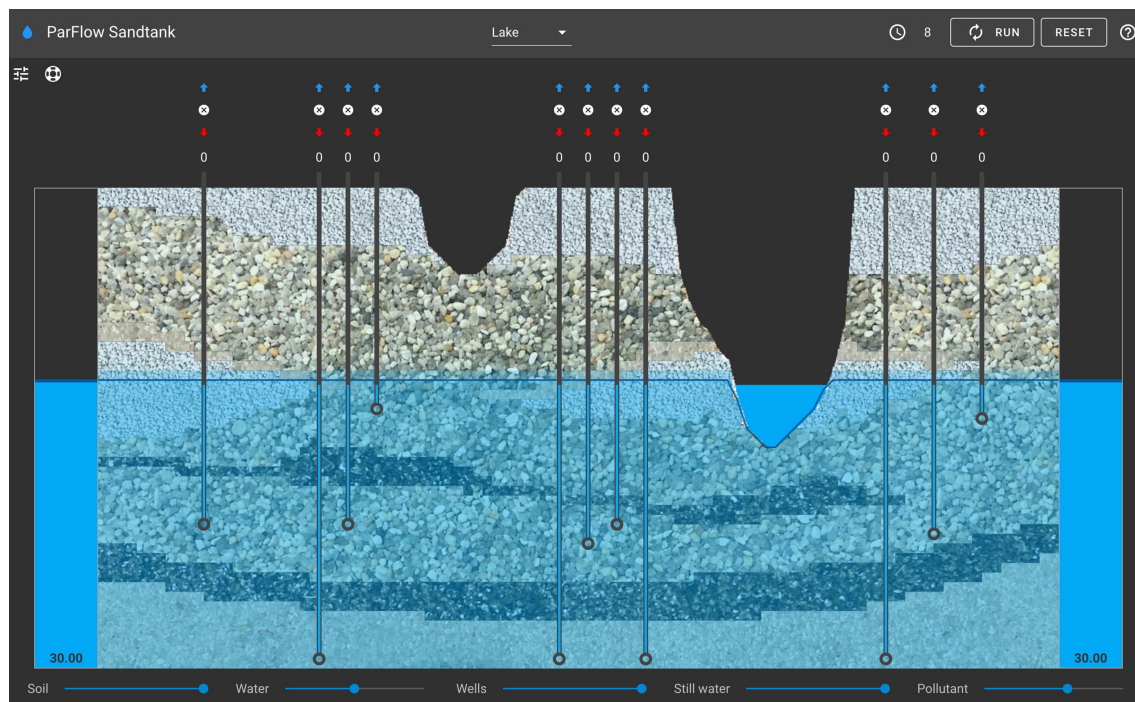 ParFlow Sandtank
Lake
8
RUN
RESET
0 0 0 0 0 0 0 0 0 0 0
30.00 30.00
Soil Water Wells Still water Pollutant